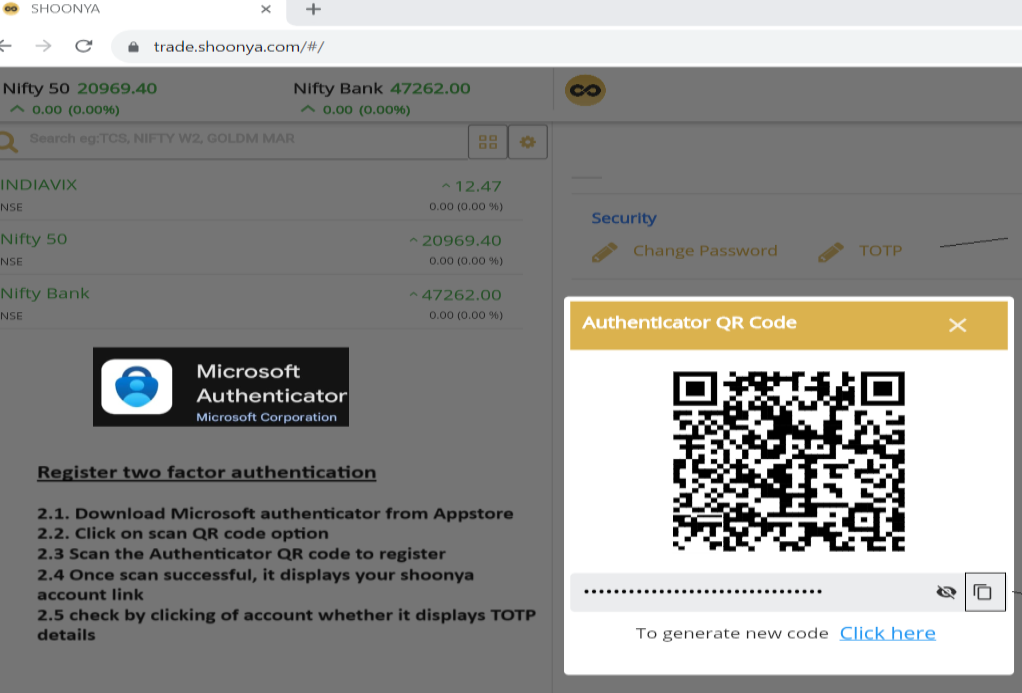 SHOONYA
trade.shoonya.com/#/
Nifty 50 20969.40
0.00 (0.00%)
Nifty Bank 47262.00
0.00 (0.00%)
Search eg:TCS, NIFTY W2, GOLDM MAR
INDIAVIX 12.47
NSE 0.00 (0.00 %)
Nifty 50 20969.40
NSE 0.00 (0.00 %)
Nifty Bank 47262.00
NSE 0.00 (0.00 %)
Microsoft
Authenticator
Microsoft Corporation
Register two factor authentication
2.1. Download Microsoft authenticator from Appstore
2.2. Click on scan QR code option
2.3 Scan the Authenticator QR code to register
2.4 Once scan successful, it displays your shoonya
account link
2.5 check by clicking of account whether it displays TOTP
details
Security
Change Password TOTP
Authenticator QR Code
To generate new code Click here